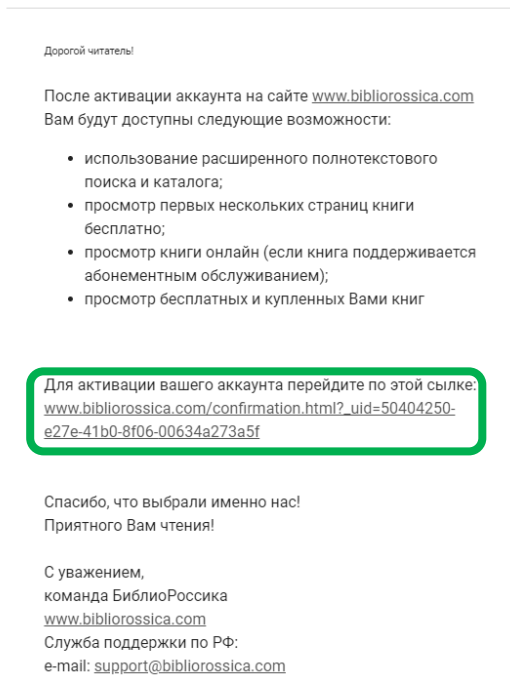 Дорогой читатель!
После активации аккаунта на сайте www.bibliorossica.com
Вам будут доступны следующие возможности:
• использование расширенного полнотекстового
поиска и каталога;
• просмотр первых нескольких страниц книги
бесплатно;
• просмотр книги онлайн (если книга поддерживается
абонементным обслуживанием);
• просмотр бесплатных и купленных Вами книг
Для активации вашего аккаунта перейдите по этой сылке:
www.bibliorossica.com/confirmation.html?_uid=50404250-
e27e-41b0-8f06-00634a273a5f
Спасибо, что выбрали именно нас!
Приятного Вам чтения!
С уважением,
команда БиблиоРоссика
www.bibliorossica.com
Служба поддержки по РФ:
e-mail: support@bibliorossica.com